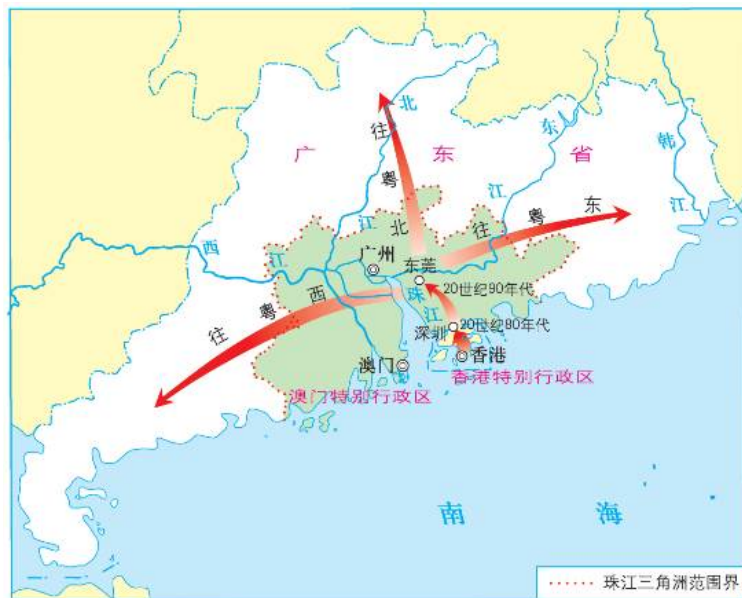 北江
往粤北
广东省
东江
韩江
往粤东
西江
广州
东莞
20世纪90年代
珠江
往粤西
深圳
20世纪80年代
香港
澳门
香港特别行政区
澳门特别行政区
南海
珠江三角洲范围界